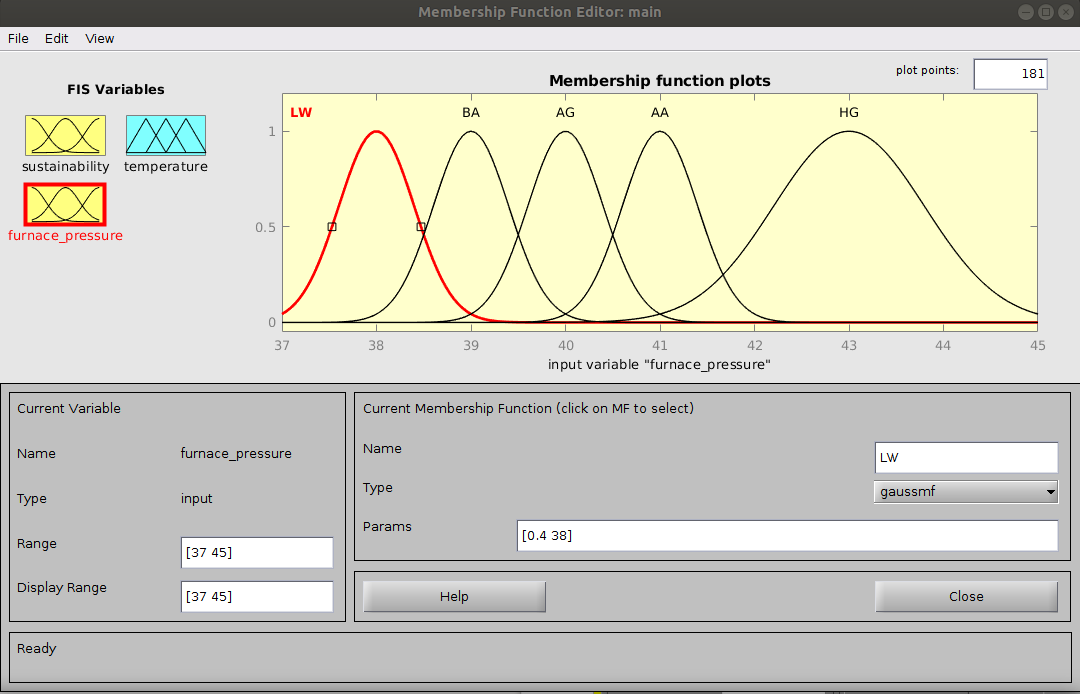 Membership Function Editor: main
File Edit View
FIS Variables
sustainability temperature
furnace_pressure
Membership function plots
plot points: 181
LW BA AG AA HG
1
0.5
0
37 38 39 40 41 42 43 44 45
input variable "furnace_pressure"
Current Variable
Name furnace_pressure
Type input
Range [37 45]
Display Range [37 45]
Current Membership Function (click on MF to select)
Name LW
Type gaussmf
Params [0.4 38]
Help Close
Ready